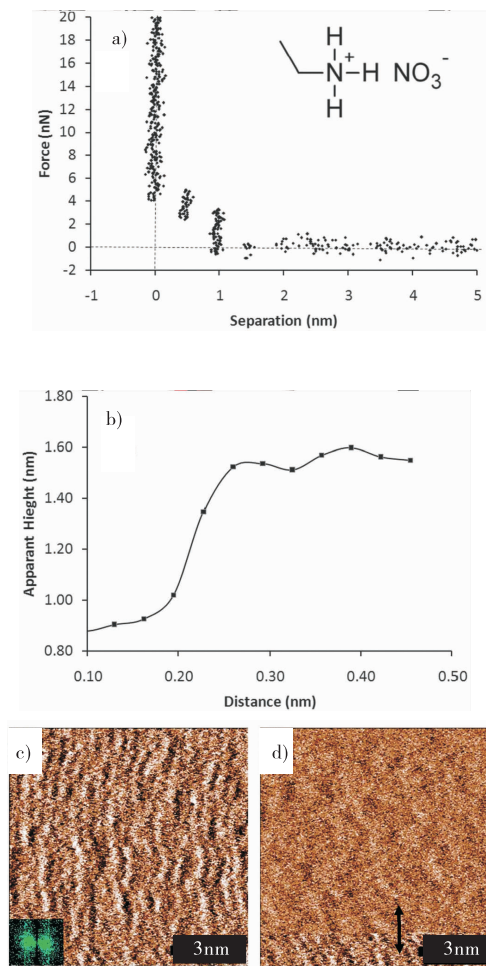 a)
20
18
16
14
12
10
8
6
4
2
0
-2
Force (nN)
H
N + H NO3-
H
-1 0 1 2 3 4 5
Separation (nm)
b)
1.80
1.60
1.40
1.20
1.00
0.80
Apparant Hieght (nm)
0.10 0.20 0.30 0.40 0.50
Distance (nm)
c)
3nm
d)
3nm